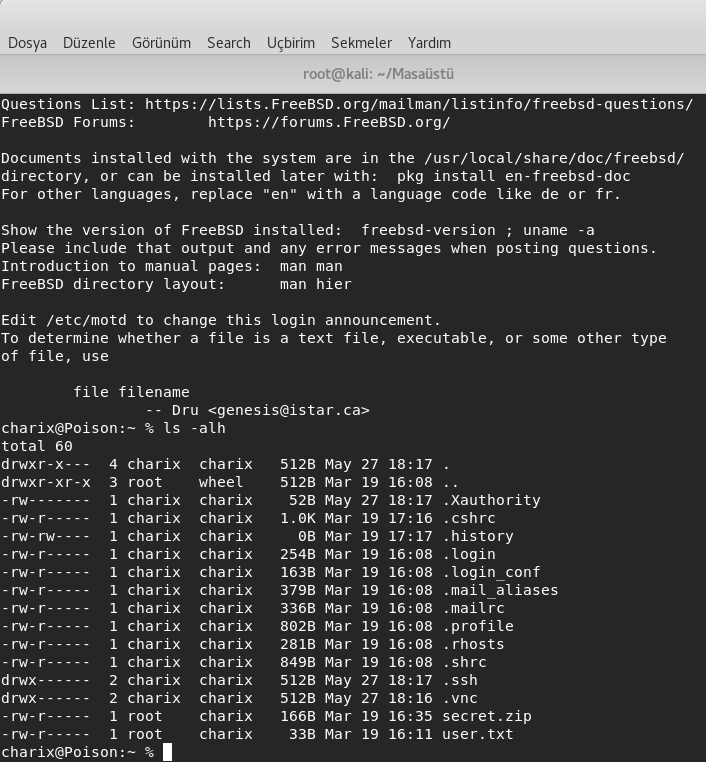 Dosya Düzenle Görünüm Search Uçbirim Sekmeler Yardım
root@kali: ~/Masaüstü
Questions List: https://lists.FreeBSD.org/mailman/listinfo/freebsd-questions/
FreeBSD Forums:        https://forums.FreeBSD.org/
Documents installed with the system are in the /usr/local/share/doc/freebsd/
directory, or can be installed later with:  pkg install en-freebsd-doc
For other languages, replace "en" with a language code like de or fr.
Show the version of FreeBSD installed:  freebsd-version ; uname -a
Please include that output and any error messages when posting questions.
Introduction to manual pages:  man man
FreeBSD directory layout:      man hier
Edit /etc/motd to change this login announcement.
To determine whether a file is a text file, executable, or some other type
of file, use
        file filename
                -- Dru <genesis@istar.ca>
charix@Poison:~ % ls -alh
total 60
drwxr-x---  4 charix  charix   512B May 27 18:17 .
drwxr-xr-x  3 root    wheel    512B Mar 19 16:08 ..
-rw-------  1 charix  charix    52B May 27 18:17 .Xauthority
-rw-r-----  1 charix  charix   1.0K Mar 19 17:16 .cshrc
-rw-rw----  1 charix  charix     0B Mar 19 17:17 .history
-rw-r-----  1 charix  charix   254B Mar 19 16:08 .login
-rw-r-----  1 charix  charix   163B Mar 19 16:08 .login_conf
-rw-r-----  1 charix  charix   379B Mar 19 16:08 .mail_aliases
-rw-r-----  1 charix  charix   336B Mar 19 16:08 .mailrc
-rw-r-----  1 charix  charix   802B Mar 19 16:08 .profile
-rw-r-----  1 charix  charix   281B Mar 19 16:08 .rhosts
-rw-r-----  1 charix  charix   849B Mar 19 16:08 .shrc
drwx------  2 charix  charix   512B May 27 18:17 .ssh
drwx------  2 charix  charix   512B May 27 18:16 .vnc
-rw-r-----  1 root    charix   166B Mar 19 16:35 secret.zip
-rw-r-----  1 root    charix    33B Mar 19 16:11 user.txt
charix@Poison:~ %